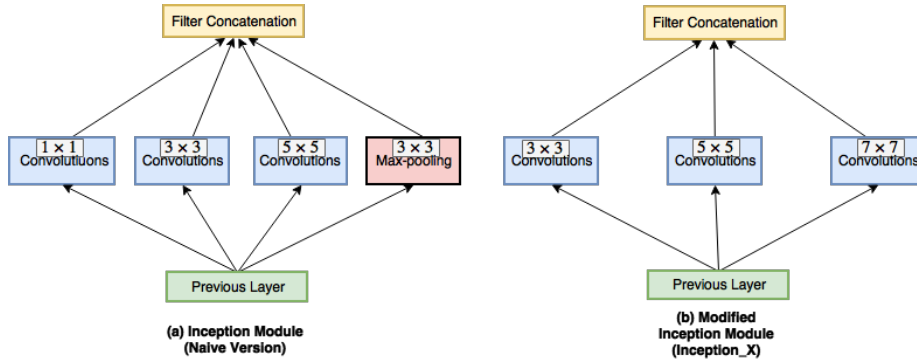 Filter Concatenation
1 × 1
Convolutiuons
3 × 3
Convolutions
5 × 5
Convolutions
3 × 3
Max-pooling
Previous Layer
(a) Inception Module
(Naive Version)
Filter Concatenation
3 × 3
Convolutions
5 × 5
Convolutions
7 × 7
Convolutions
Previous Layer
(b) Modified
Inception Module
(Inception_X)